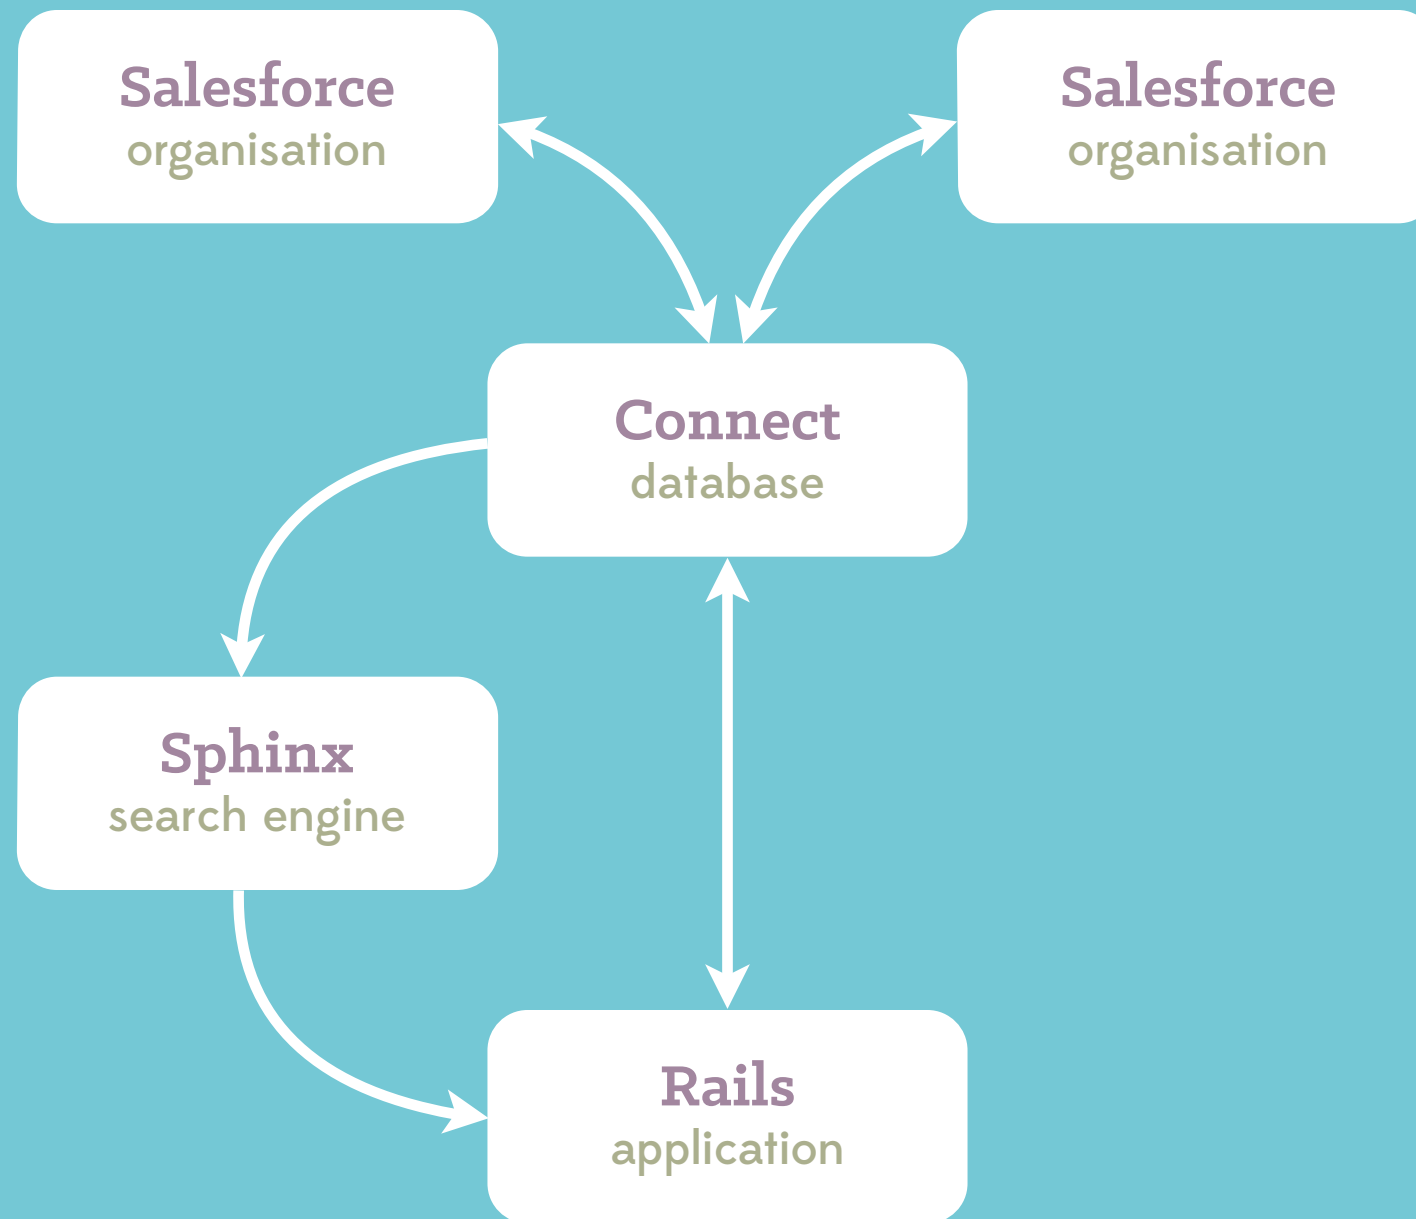 Salesforce
organisation
Salesforce
organisation
Connect
database
Sphinx
search engine
Rails
application